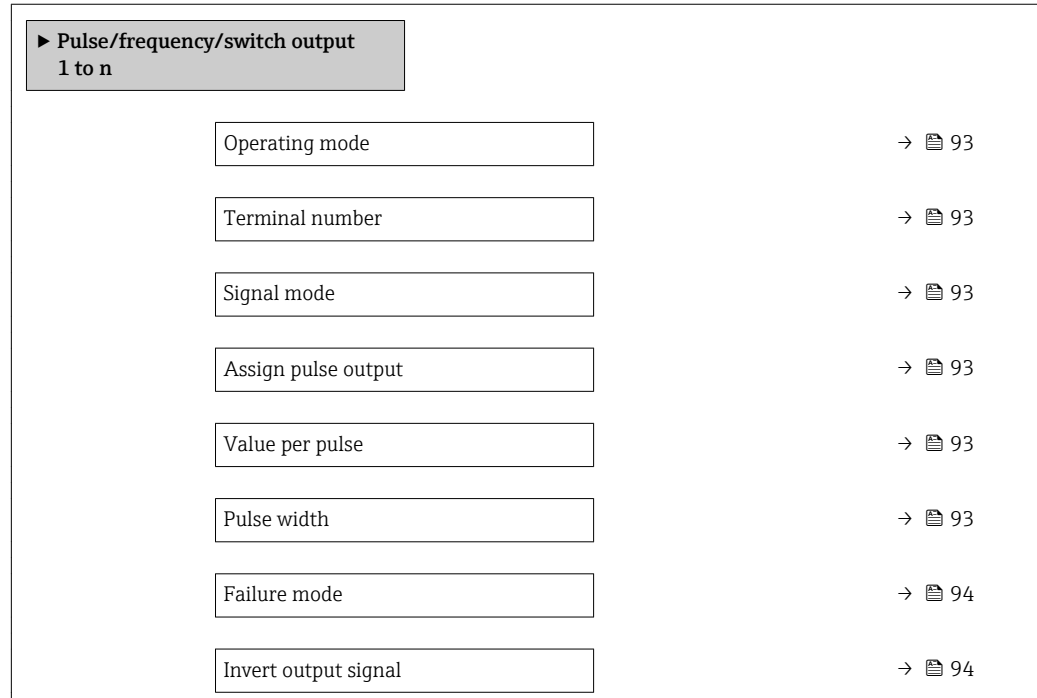 ▶ Pulse/frequency/switch output
1 to n
Operating mode → 93
Terminal number → 93
Signal mode → 93
Assign pulse output → 93
Value per pulse → 93
Pulse width → 93
Failure mode → 94
Invert output signal → 94